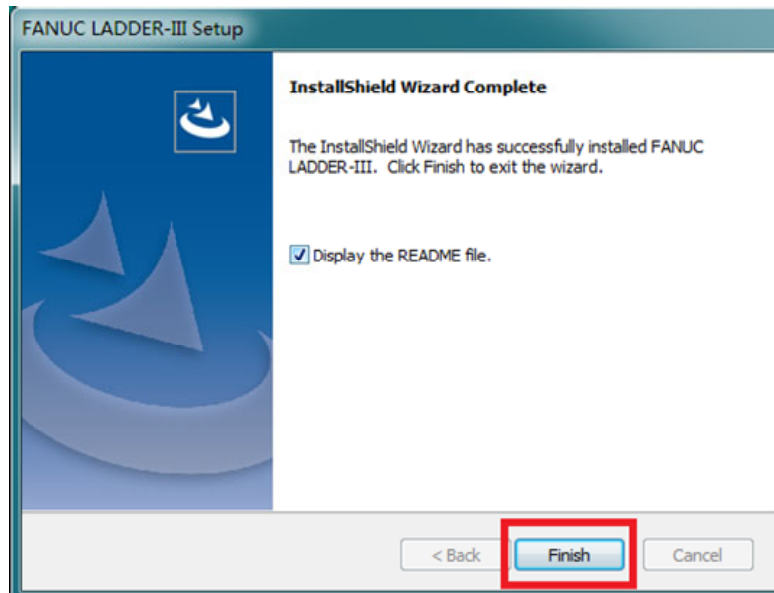 FANUC LADDER-III Setup
InstallShield Wizard Complete
The InstallShield Wizard has successfully installed FANUC
LADDER-III. Click Finish to exit the wizard.
Display the README file.
< Back Finish Cancel